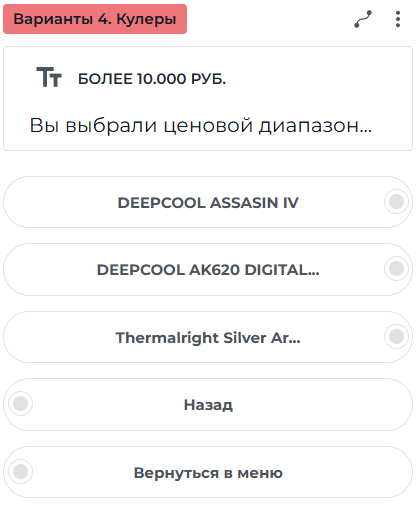 Варианты 4. Кулеры
Тт БОЛЕЕ 10.000 РУБ.
Вы выбрали ценовой диапазон...
DEEPCOOL ASSASIN IV
DEEPCOOL AK620 DIGITAL...
Thermalright Silver Ar...
Назад
Вернуться в меню